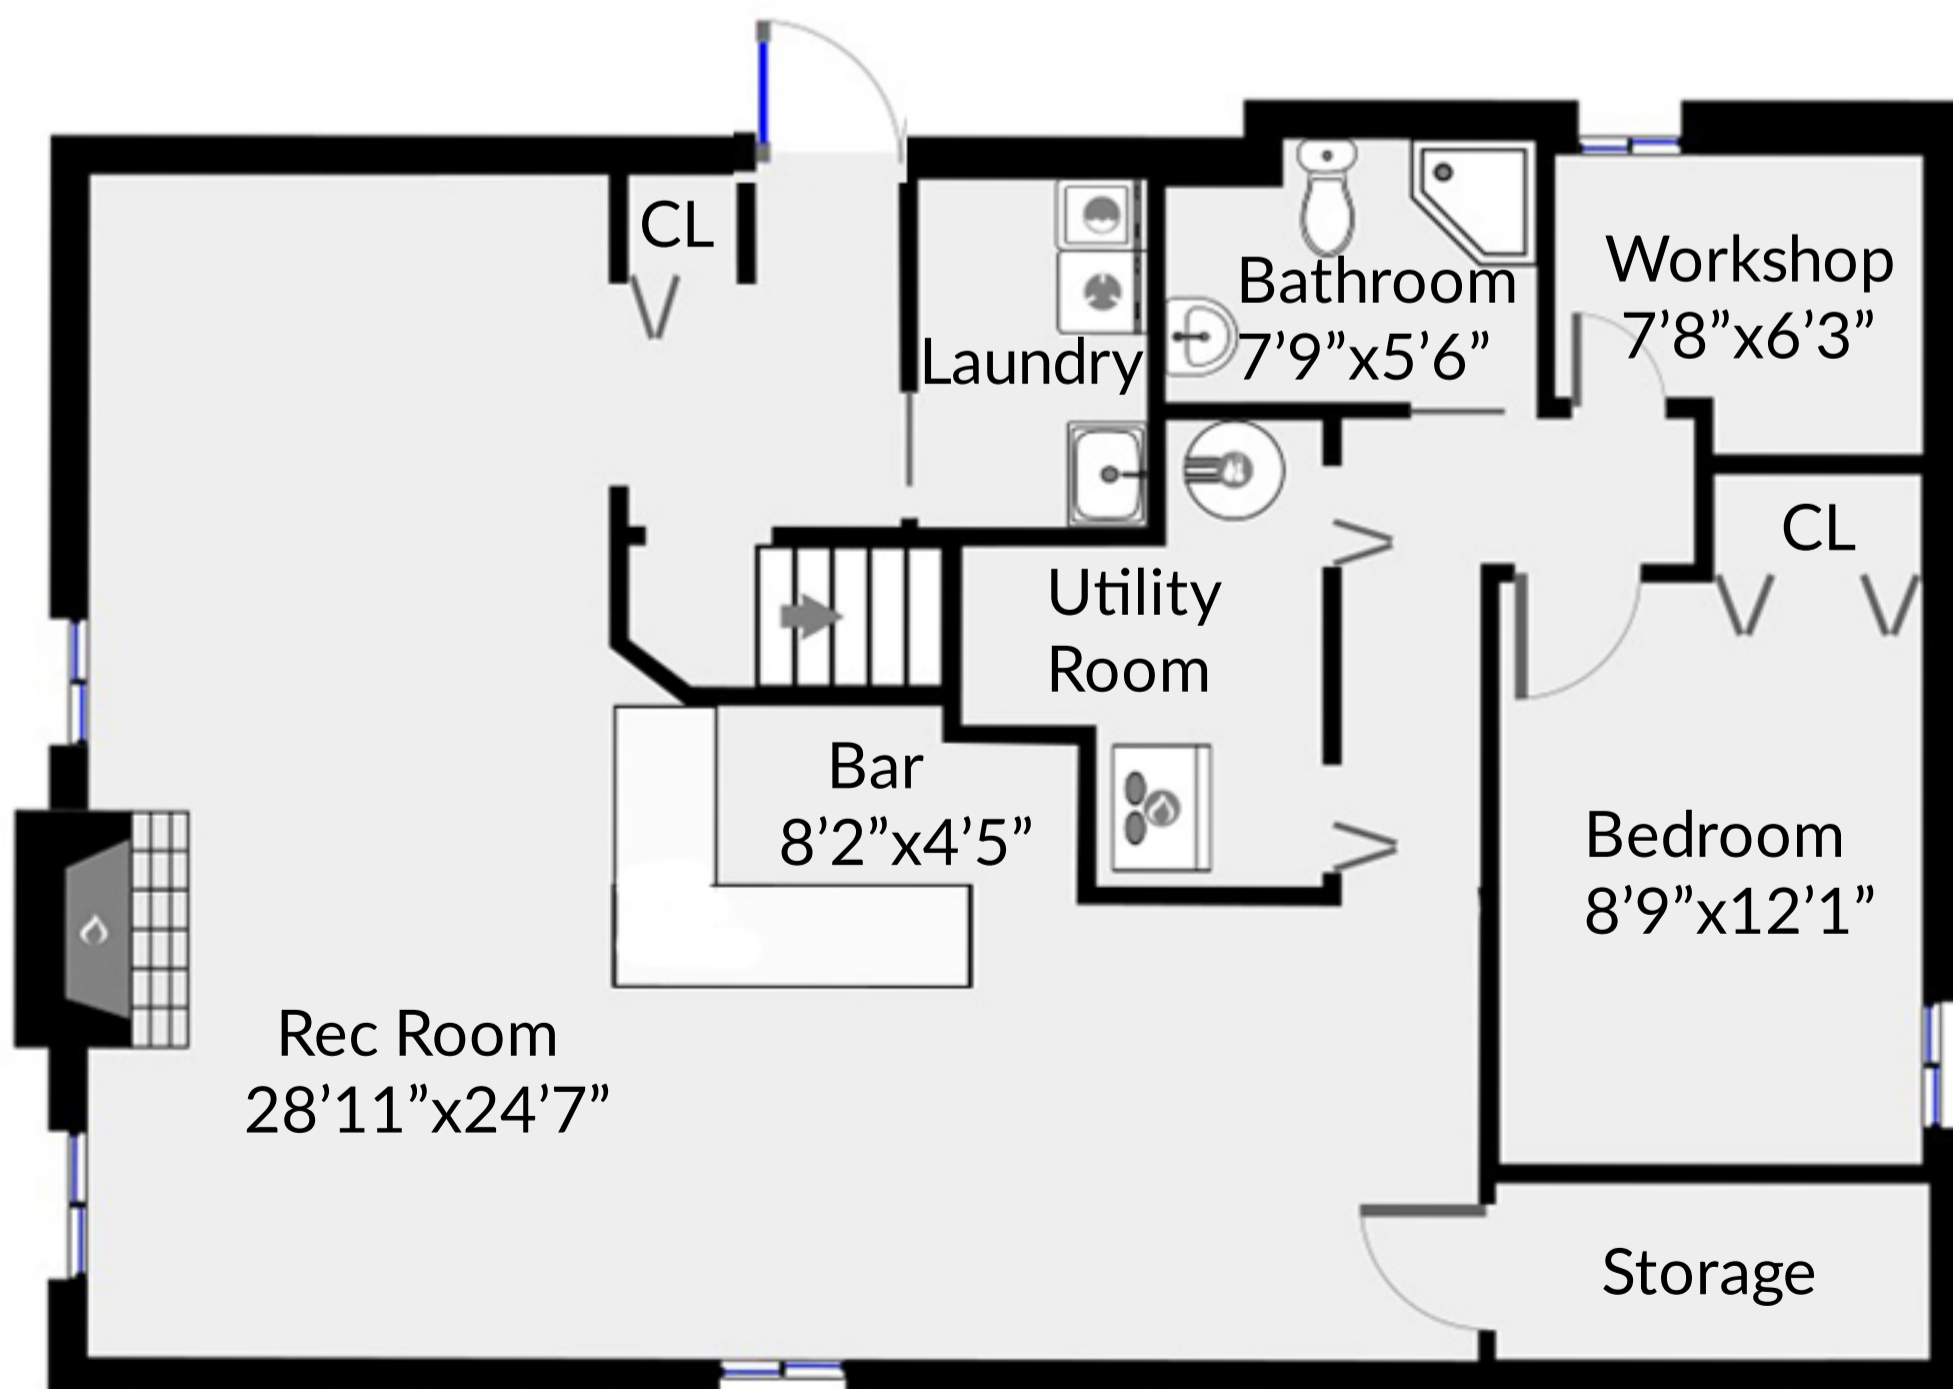 CL
Laundry
Bathroom
7’9”x5’6”
Workshop
7’8”x6’3”
CL
Utility
Room
Bar
8’2”x4’5”
Bedroom
8’9”x12’1”
Rec Room
28’11”x24’7”
Storage